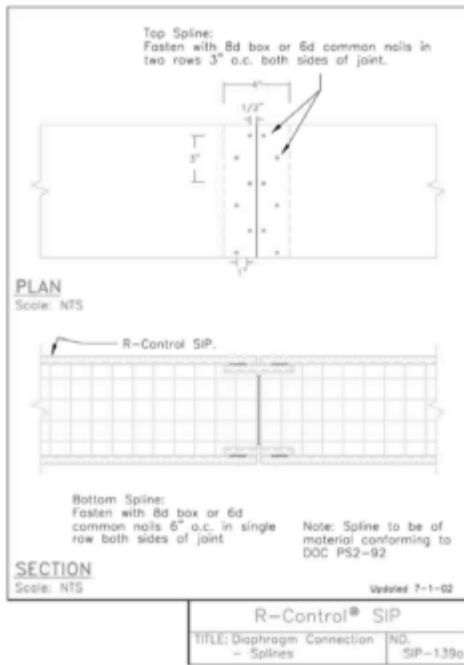 Top Spline:
Fasten with 8d box or 6d common nails in
two rows 3" o.c. both sides of joint.
1/2"
3"
1"
PLAN
Scale: NTS
R-Control SIP.
Bottom Spline:
Fasten with 8d box or 6d
common nails 6" o.c. in single
row both sides of joint
Note: Spline to be of
material conforming to
DOC PS2-92
SECTION
Scale: NTS
Updated 7-1-02
R-Control® SIP
TITLE: Diaphragm Connection
- Splines
NO.
SIP-139a